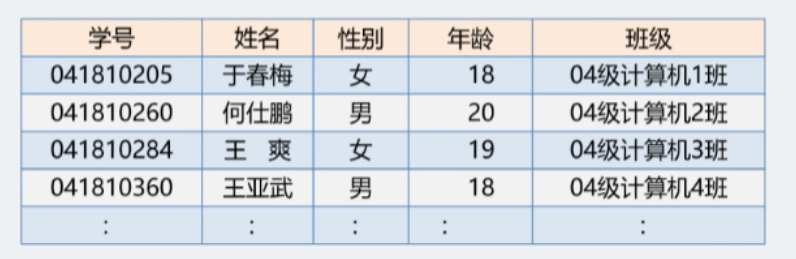 学号 姓名 性别 年龄 班级
041810205 于春梅 女 18 04级计算机1班
041810260 何仕鹏 男 20 04级计算机2班
041810284 王 爽 女 19 04级计算机3班
041810360 王亚武 男 18 04级计算机4班
: : : : :